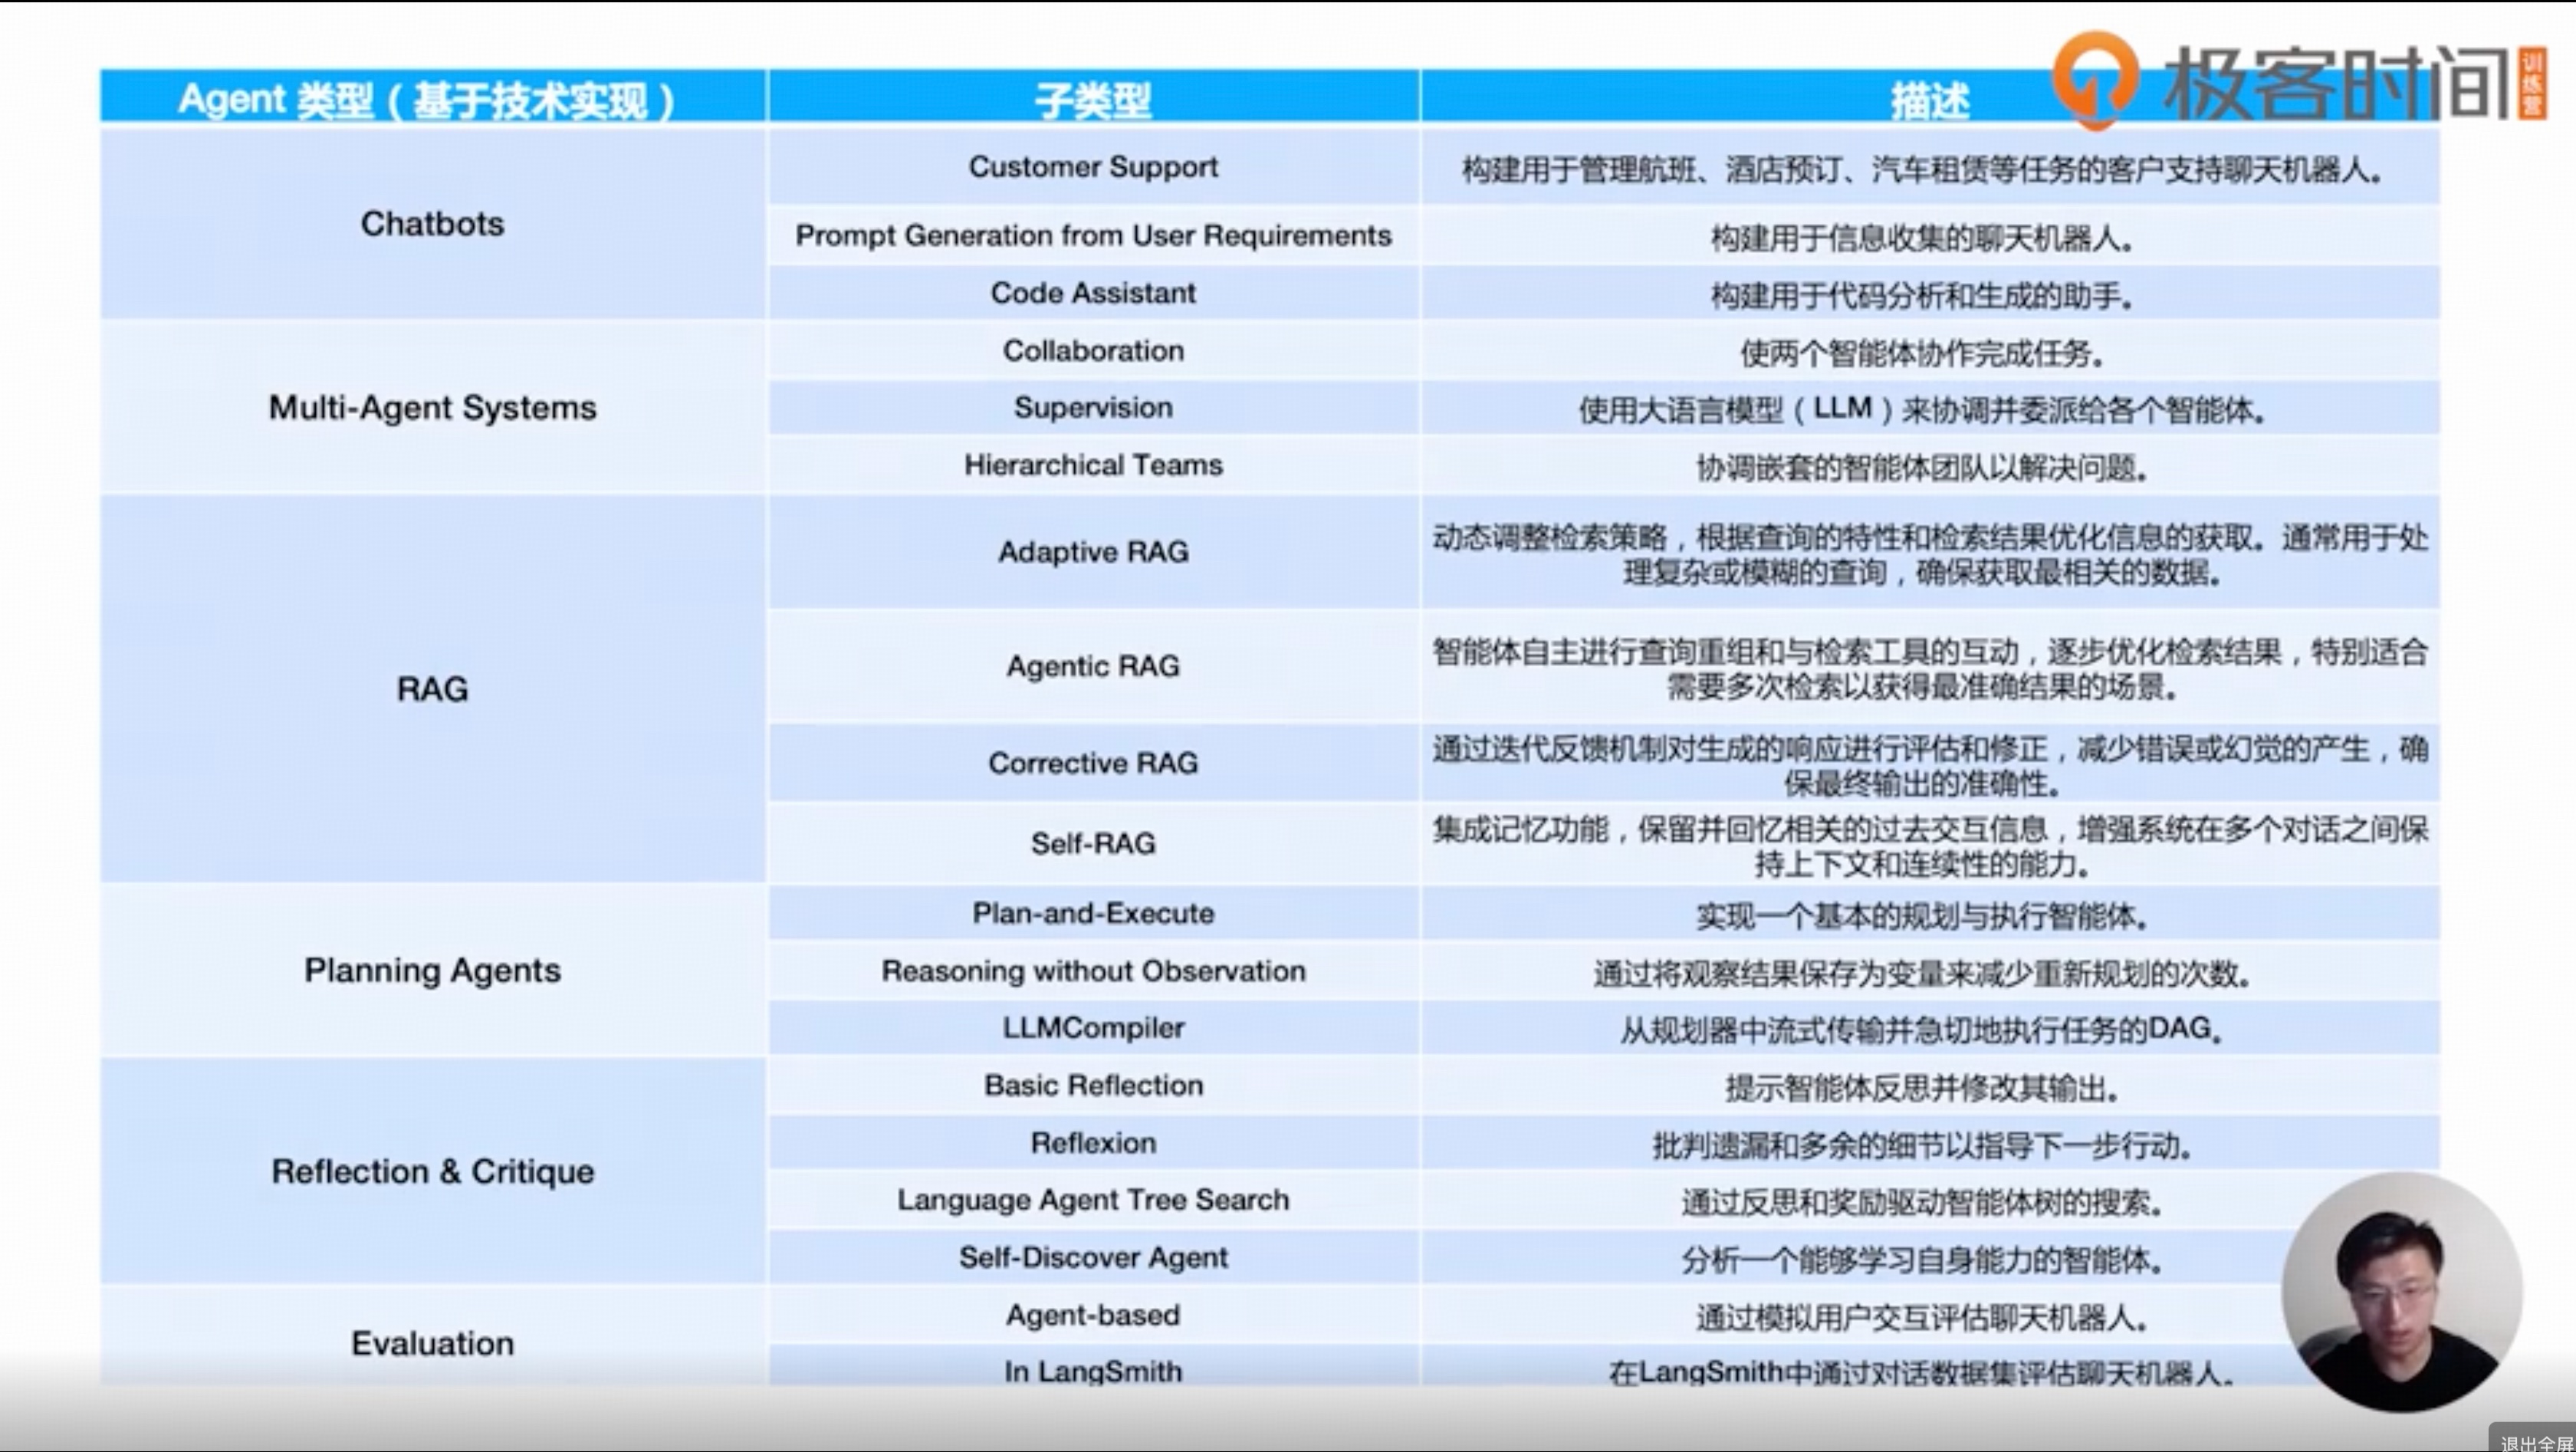 极客时间
训练营
Agent 类型（基于技术实现）
子类型
描述
Chatbots
Customer Support
构建用于管理航班、酒店预订、汽车租赁等任务的客户支持聊天机器人。
Prompt Generation from User Requirements
构建用于信息收集的聊天机器人。
Code Assistant
构建用于代码分析和生成的助手。
Multi-Agent Systems
Collaboration
使两个智能体协作完成任务。
Supervision
使用大语言模型（LLM）来协调并委派给各个智能体。
Hierarchical Teams
协调嵌套的智能体团队以解决问题。
RAG
Adaptive RAG
动态调整检索策略，根据查询的特性和检索结果优化信息的获取。通常用于处
理复杂或模糊的查询，确保获取最相关的数据。
Agentic RAG
智能体自主进行查询重组和与检索工具的互动，逐步优化检索结果，特别适合
需要多次检索以获得最准确结果的场景。
Corrective RAG
通过迭代反馈机制对生成的响应进行评估和修正，减少错误或幻觉的产生，确
保最终输出的准确性。
Self-RAG
集成记忆功能，保留并回忆相关的过去交互信息，增强系统在多个对话之间保
持上下文和连续性的能力。
Planning Agents
Plan-and-Execute
实现一个基本的规划与执行智能体。
Reasoning without Observation
通过将观察结果保存为变量来减少重新规划的次数。
LLMCompiler
从规划器中流式传输并急切地执行任务的DAG。
Reflection & Critique
Basic Reflection
提示智能体反思并修改其输出。
Reflexion
批判遗漏和多余的细节以指导下一步行动。
Language Agent Tree Search
通过反思和奖励驱动智能体树的搜索。
Self-Discover Agent
分析一个能够学习自身能力的智能体。
Evaluation
Agent-based
通过模拟用户交互评估聊天机器人。
In LangSmith
在LangSmith中通过对话数据集评估聊天机器人。
退出全屏